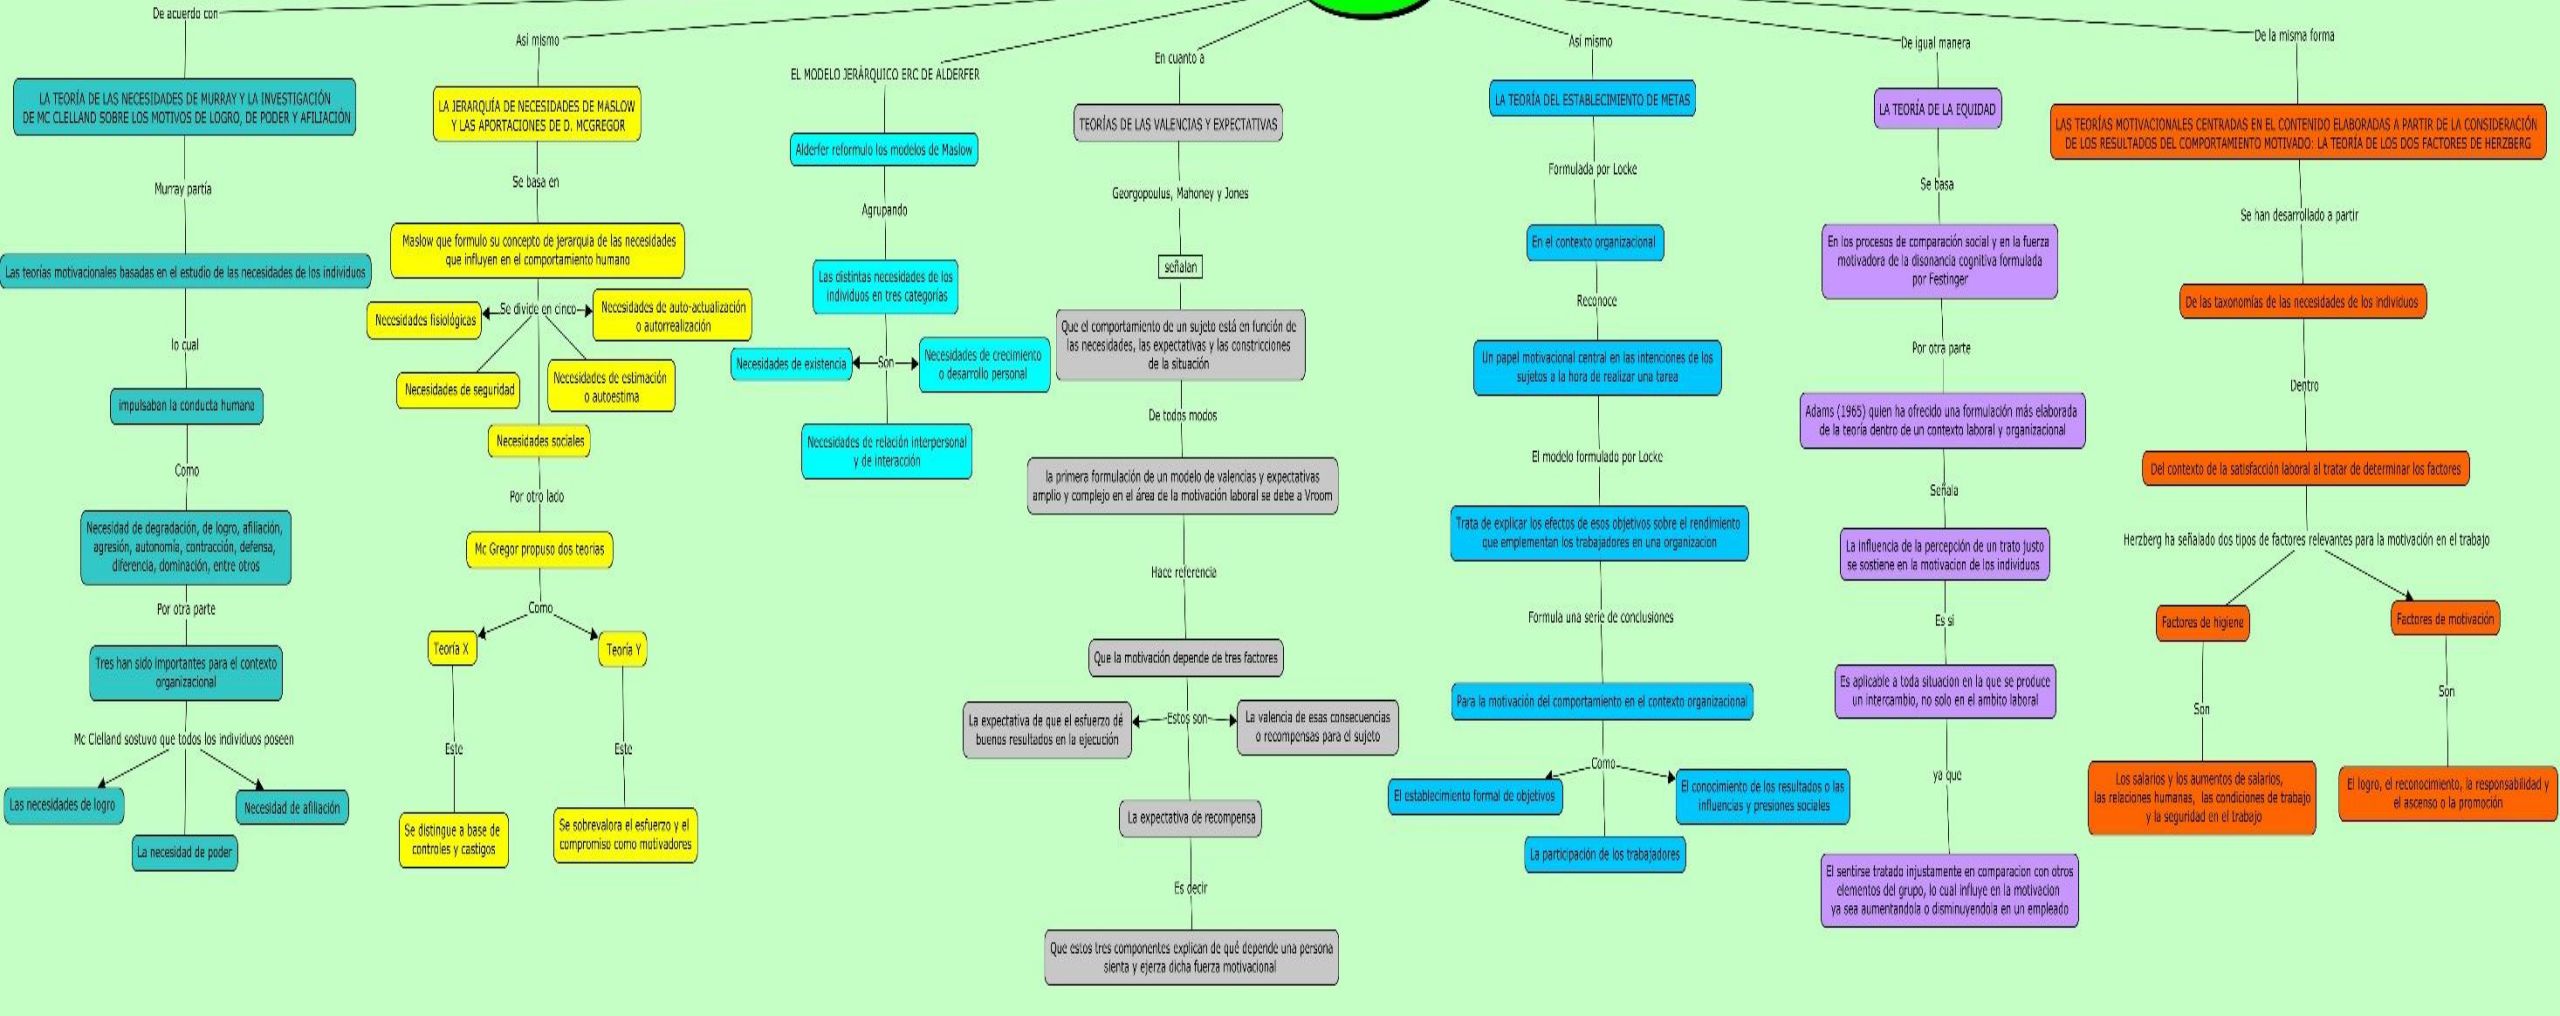 De acuerdo con
LA TEORÍA DE LAS NECESIDADES DE MURRAY Y LA INVESTIGACIÓN
DE MC CLELLAND SOBRE LOS MOTIVOS DE LOGRO, DE PODER Y AFILIACIÓN
Murray partía
Las teorías motivacionales basadas en el estudio de las necesidades de los individuos
lo cual
impulsaban la conducta humana
Como
Necesidad de degradación, de logro, afiliación,
agresión, autonomía, contracción, defensa,
diferencia, dominación, entre otros
Por otra parte
Tres han sido importantes para el contexto
organizacional
Mc Clelland sostuvo que todos los individuos poseen
Las necesidades de logro
Necesidad de afiliación
La necesidad de poder
Así mismo
LA JERARQUÍA DE NECESIDADES DE MASLOW
Y LAS APORTACIONES DE D. MCGREGOR
Se basa en
Maslow que formulo su concepto de jerarquia de las necesidades
que influyen en el comportamiento humano
Se divide en cinco
Necesidades fisiológicas
Necesidades de auto-actualización
o autorrealización
Necesidades de seguridad
Necesidades de estimación
o autoestima
Necesidades sociales
Por otro lado
Mc Gregor propuso dos teorias
Como
Teoría X
Teoría Y
Este
Este
Se distingue a base de
controles y castigos
Se sobrevalora el esfuerzo y el
compromiso como motivadores
EL MODELO JERÁRQUICO ERC DE ALDERFER
Alderfer reformulo los modelos de Maslow
Agrupando
Las distintas necesidades de los
individuos en tres categorías
Son
Necesidades de existencia
Necesidades de crecimiento
o desarrollo personal
Necesidades de relación interpersonal
y de interacción
En cuanto a
TEORÍAS DE LAS VALENCIAS Y EXPECTATIVAS
Georgopoulus, Mahoney y Jones
señalan
Que el comportamiento de un sujeto está en función de
las necesidades, las expectativas y las constricciones
de la situación
De todos modos
la primera formulación de un modelo de valencias y expectativas
amplio y complejo en el área de la motivación laboral se debe a Vroom
Hace referencia
Que la motivación depende de tres factores
Estos son
La expectativa de que el esfuerzo dé
buenos resultados en la ejecución
La valencia de esas consecuencias
o recompensas para el sujeto
La expectativa de recompensa
Es decir
Que estos tres componentes explican de qué depende una persona
sienta y ejerza dicha fuerza motivacional
Así mismo
LA TEORÍA DEL ESTABLECIMIENTO DE METAS
Formulada por Locke
En el contexto organizacional
Reconoce
Un papel motivacional central en las intenciones de los
sujetos a la hora de realizar una tarea
El modelo formulado por Locke
Trata de explicar los efectos de esos objetivos sobre el rendimiento
que emplementan los trabajadores en una organizacion
Formula una serie de conclusiones
Para la motivación del comportamiento en el contexto organizacional
Como
El establecimiento formal de objetivos
El conocimiento de los resultados o las
influencias y presiones sociales
La participación de los trabajadores
De igual manera
LA TEORÍA DE LA EQUIDAD
Se basa
En los procesos de comparación social y en la fuerza
motivadora de la disonancia cognitiva formulada
por Festinger
Por otra parte
Adams (1965) quien ha ofrecido una formulación más elaborada
de la teoría dentro de un contexto laboral y organizacional
Señala
La influencia de la percepción de un trato justo
se sostiene en la motivacion de los individuos
Es si
Es aplicable a toda situacion en la que se produce
un intercambio, no solo en el ambito laboral
ya que
El sentirse tratado injustamente en comparacion con otros
elementos del grupo, lo cual influye en la motivacion
ya sea aumentandola o disminuyendola en un empleado
De la misma forma
LAS TEORÍAS MOTIVACIONALES CENTRADAS EN EL CONTENIDO ELABORADAS A PARTIR DE LA CONSIDERACIÓN
DE LOS RESULTADOS DEL COMPORTAMIENTO MOTIVADO: LA TEORÍA DE LOS DOS FACTORES DE HERZBERG
Se han desarrollado a partir
De las taxonomías de las necesidades de los individuos
Dentro
Del contexto de la satisfacción laboral al tratar de determinar los factores
Herzberg ha señalado dos tipos de factores relevantes para la motivación en el trabajo
Factores de higiene
Factores de motivación
Son
Son
Los salarios y los aumentos de salarios,
las relaciones humanas, las condiciones de trabajo
y la seguridad en el trabajo
El logro, el reconocimiento, la responsabilidad y
el ascenso o la promoción